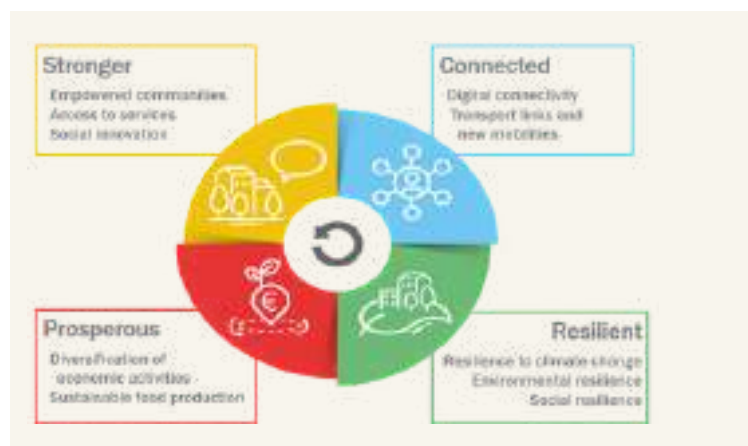 Stronger
Empowered communities
Access to services
Social innovation
Connected
Digital connectivity
Transport links and
new mobilities
€
Prosperous
Diversification of
economic activities
Sustainable food production
Resilient
Resilience to climate change
Environmental resilience
Social resilience